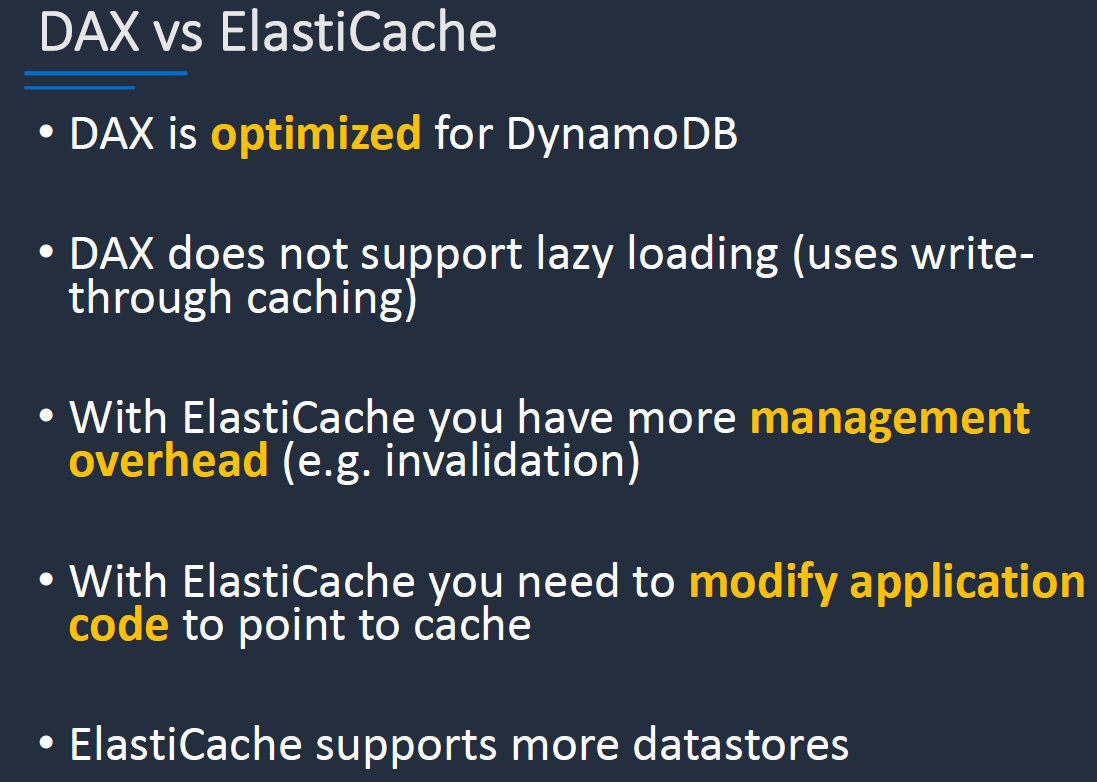 DAX vs ElastiCache
• DAX is optimized for DynamoDB
• DAX does not support lazy loading (uses write-
through caching)
• With ElastiCache you have more management
overhead (e.g. invalidation)
• With ElastiCache you need to modify application
code to point to cache
• ElastiCache supports more datastores